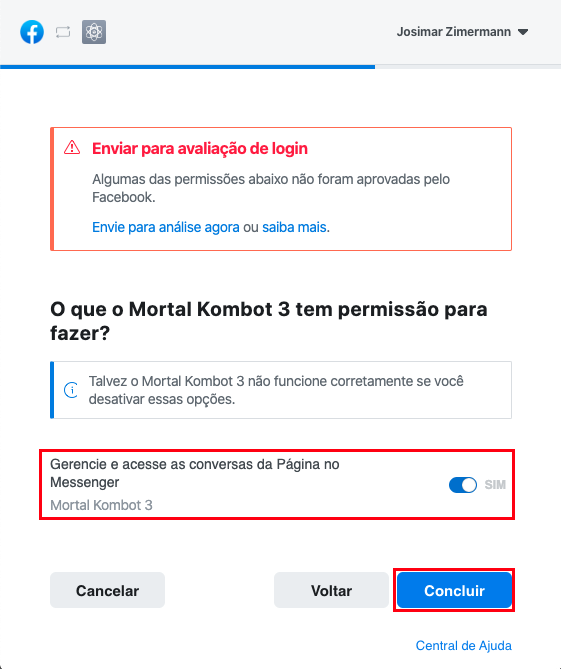 Josimar Zimermann
Enviar para avaliação de login
Algumas das permissões abaixo não foram aprovadas pelo
Facebook.
Envie para análise agora ou saiba mais.
O que o Mortal Kombot 3 tem permissão para
fazer?
Talvez o Mortal Kombot 3 não funcione corretamente se você
desativar essas opções.
Gerencie e acesse as conversas da Página no
Messenger
SIM
Mortal Kombot 3
Cancelar
Voltar
Concluir
Central de Ajuda